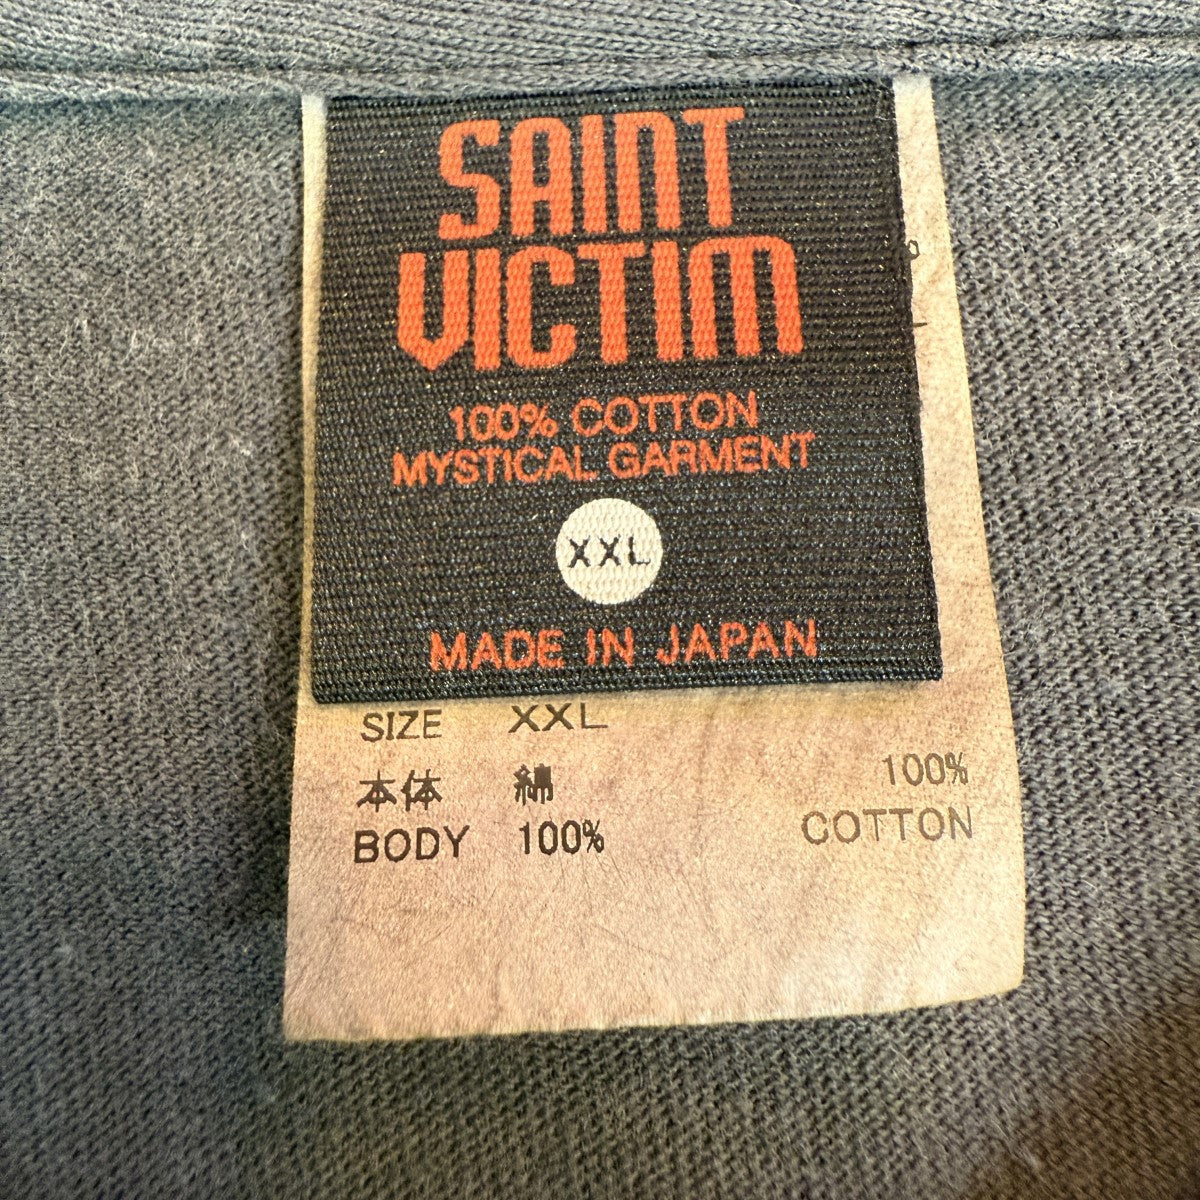 SAINT
VICTIM
100% COTTON
MYSTICAL GARMENT
XXL
MADE IN JAPAN
SIZE XXL
本体 綿 100%
BODY 100% COTTON